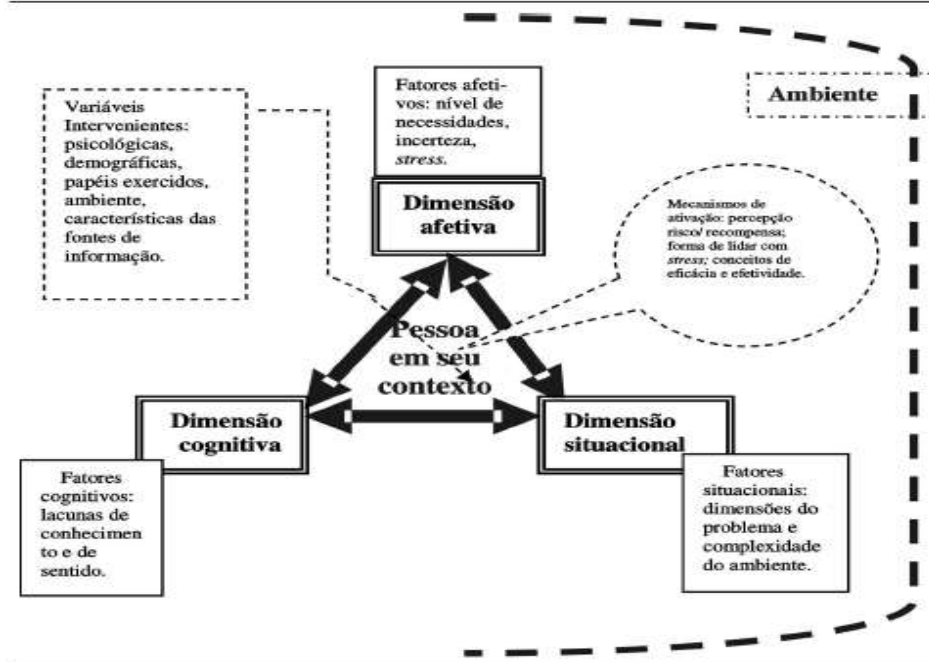 Variáveis
Intervenientes:
psicológicas,
demográficas,
papéis exercidos,
ambiente,
características das
fontes de
informação.
Fatores afeti-
vos: nível de
necessidades,
incerteza,
stress.
Dimensão
afetiva
Ambiente
Mecanismos de
ativação: percepção
risco/ recompensa;
forma de lidar com
stress; conceitos de
eficácia e efetividade.
Pessoa
em seu
contexto
Dimensão
cognitiva
Dimensão
situacional
Fatores
cognitivos:
lacunas de
conhecimen
to e de
sentido.
Fatores
situacionais:
dimensões do
problema e
complexidade
do ambiente.